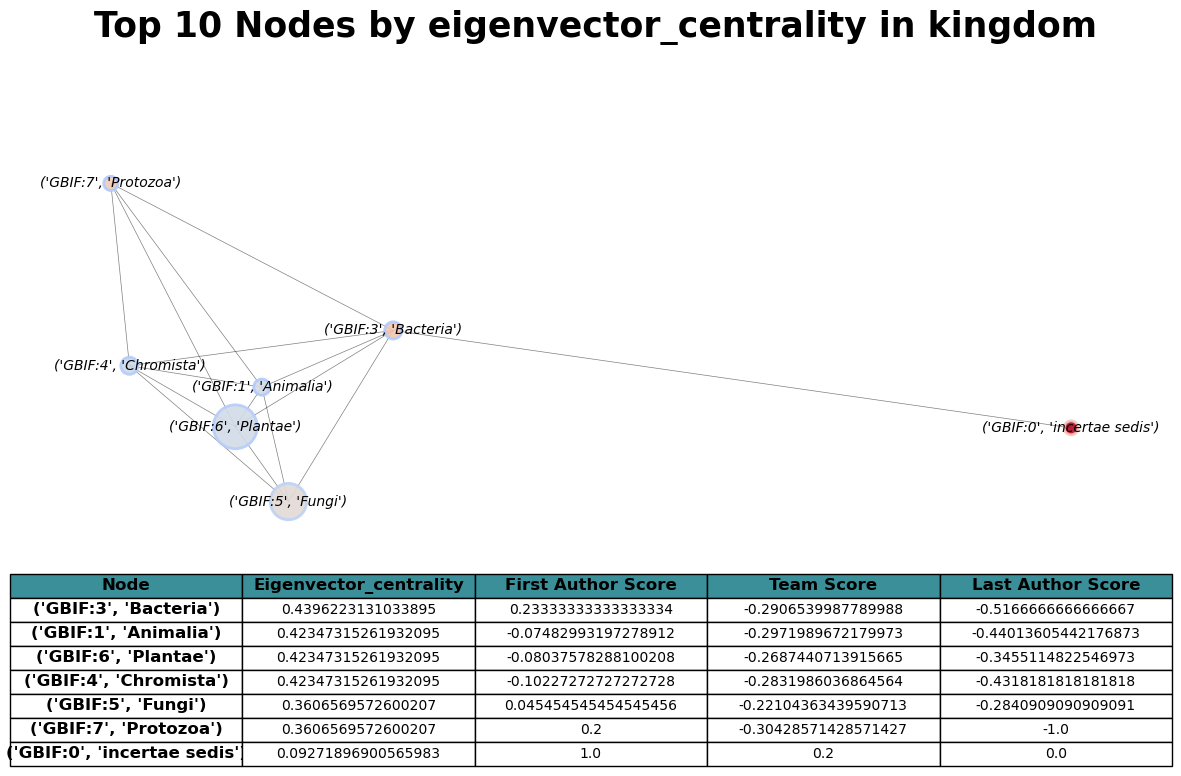 Top 10 Nodes by eigenvector_centrality in kingdom
('GBIF:7', 'Protozoa')
('GBIF:3', 'Bacteria')
('GBIF:4', 'Chromista')
('GBIF:1', 'Animalia')
('GBIF:6', 'Plantae')
('GBIF:0', 'incertae sedis')
('GBIF:5', 'Fungi')
Node Eigenvector_centrality First Author Score Team Score Last Author Score
('GBIF:3', 'Bacteria') 0.4396223131033895 0.23333333333333334 -0.2906539987789988 -0.5166666666666667
('GBIF:1', 'Animalia') 0.42347315261932095 -0.07482993197278912 -0.2971989672179973 -0.44013605442176873
('GBIF:6', 'Plantae') 0.42347315261932095 -0.08037578288100208 -0.2687440713915665 -0.3455114822546973
('GBIF:4', 'Chromista') 0.42347315261932095 -0.10227272727272728 -0.2831986036864564 -0.4318181818181818
('GBIF:5', 'Fungi') 0.3606569572600207 0.045454545454545456 -0.22104363439590713 -0.2840909090909091
('GBIF:7', 'Protozoa') 0.3606569572600207 0.2 -0.30428571428571427 -1.0
('GBIF:0', 'incertae sedis') 0.09271896900565983 1.0 0.2 0.0